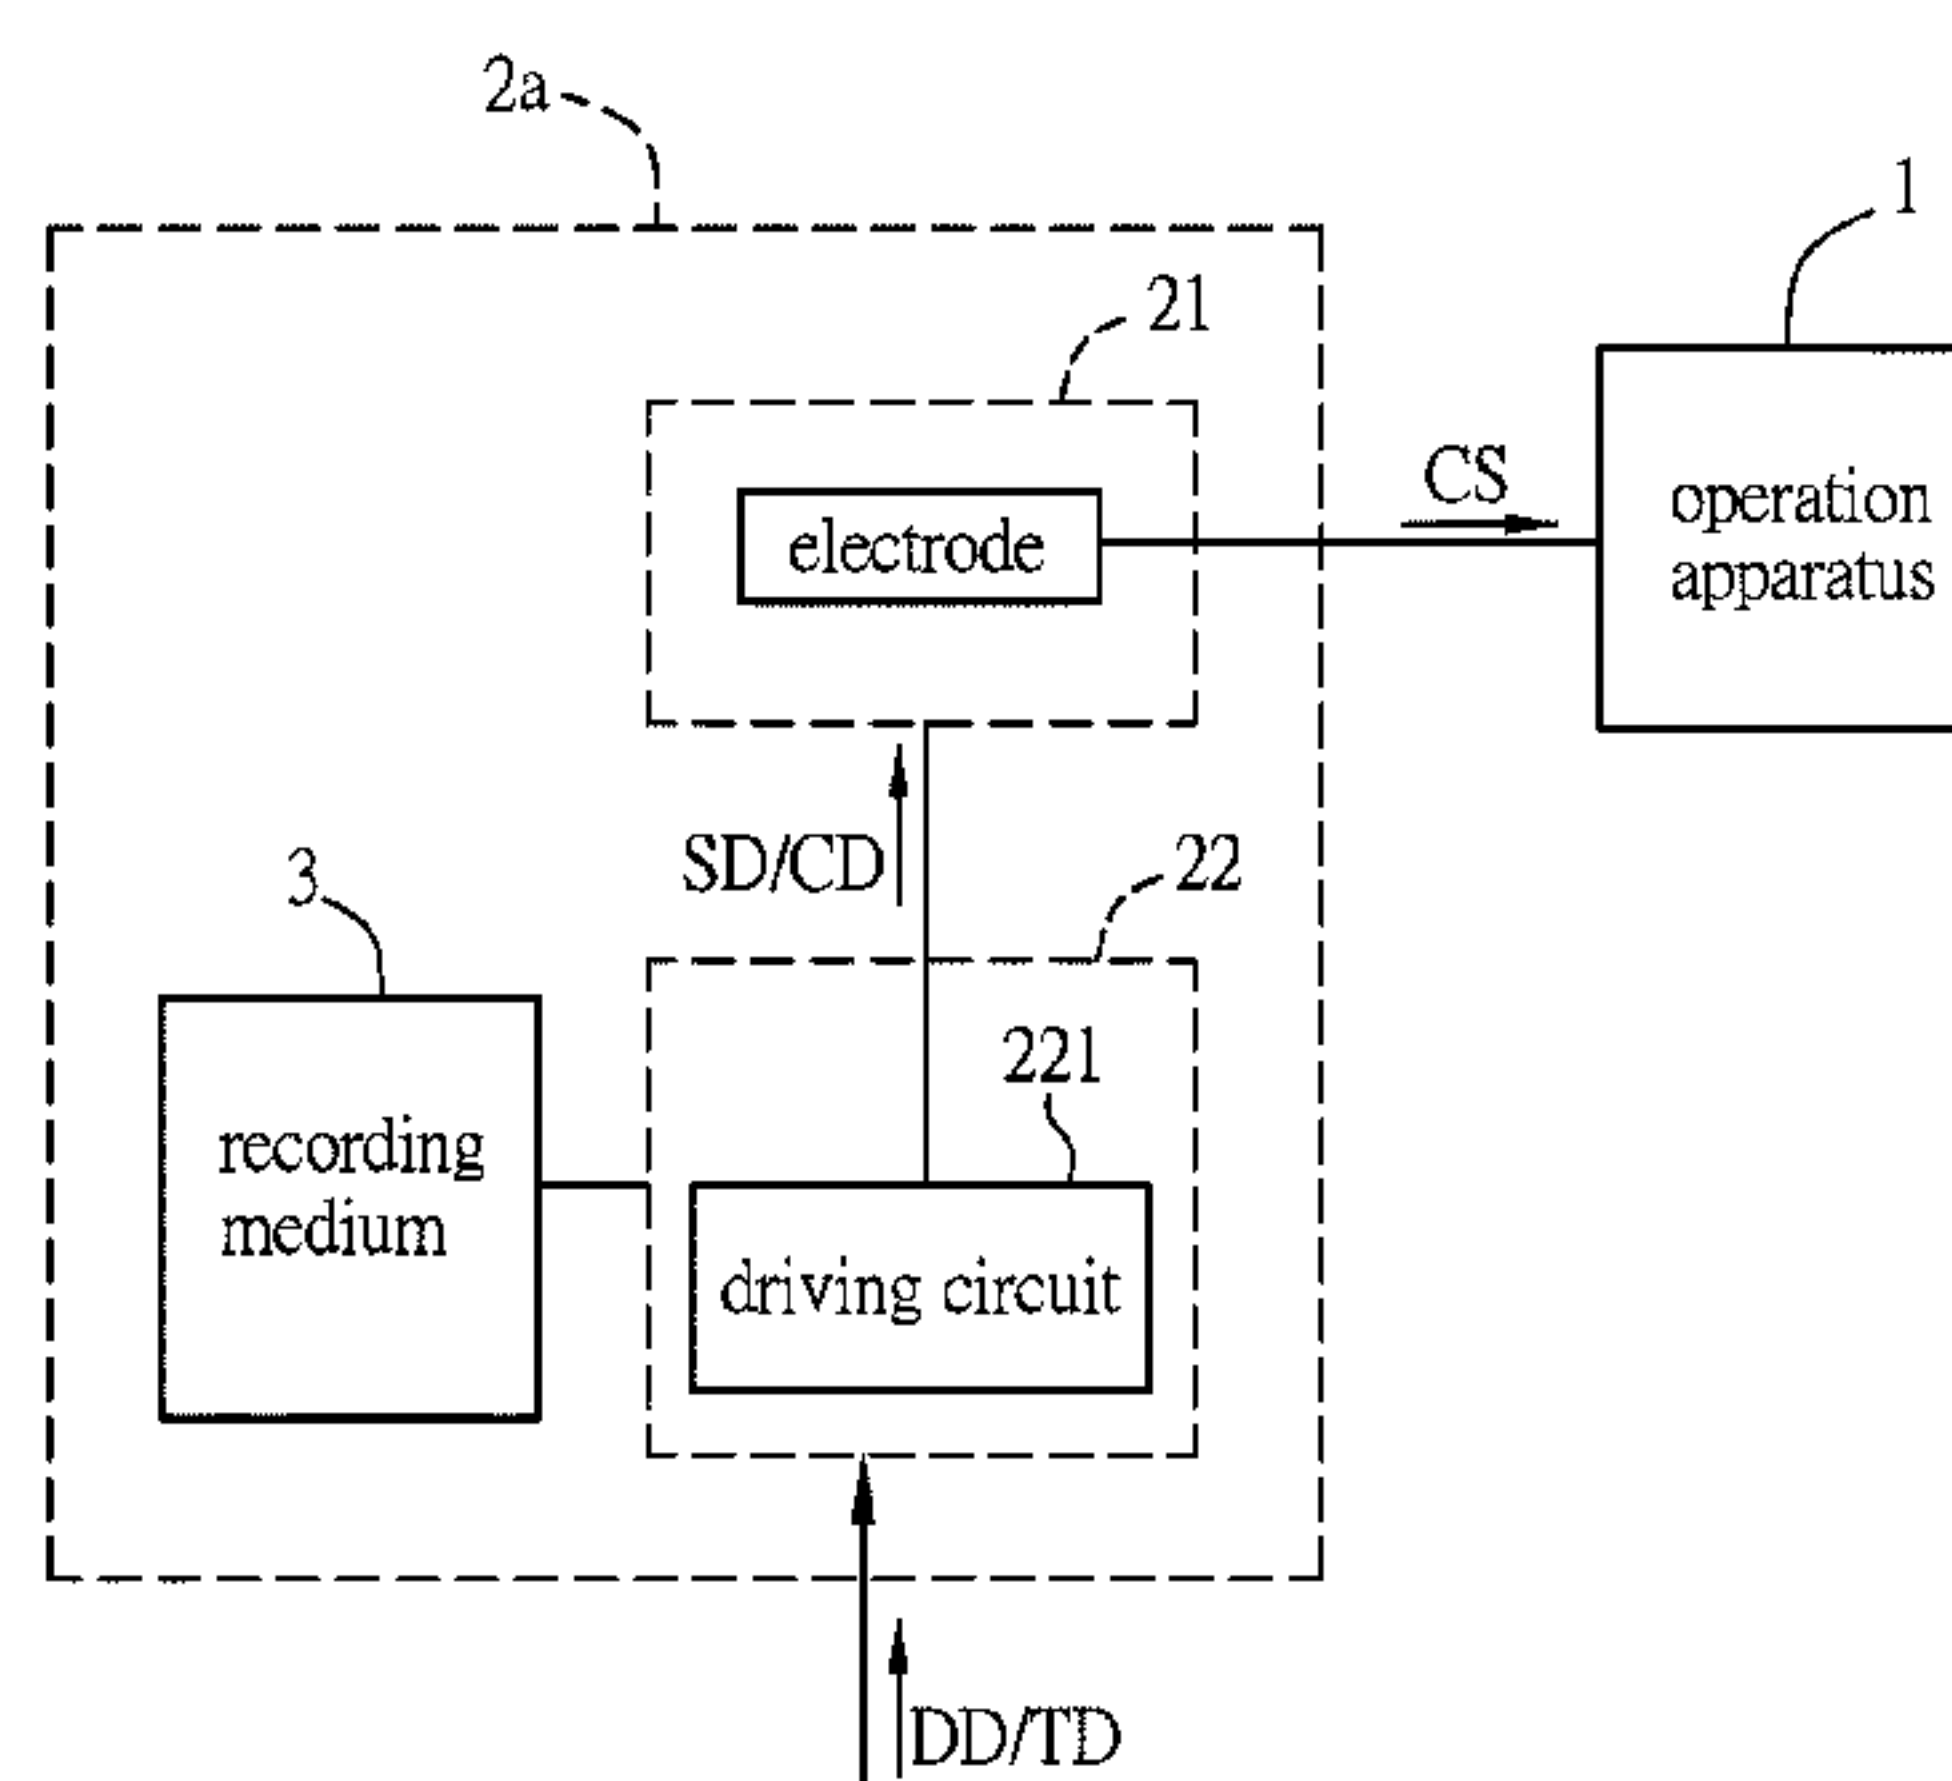 2a
1
21
CS
electrode
operation
apparatus
SD/CD
22
3
221
recording
medium
driving circuit
DD/TD